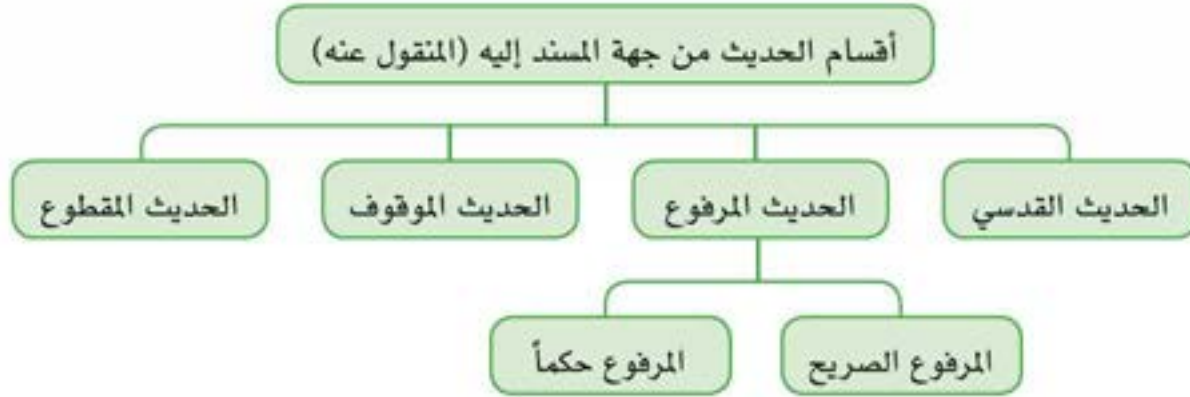 أقسام الحديث من جهة المسند إليه (المنقول عنه)
الحديث القدسي
الحديث المرفوع
الحديث الموقوف
الحديث المقطوع
المرفوع الصريح
المرفوع حكماً